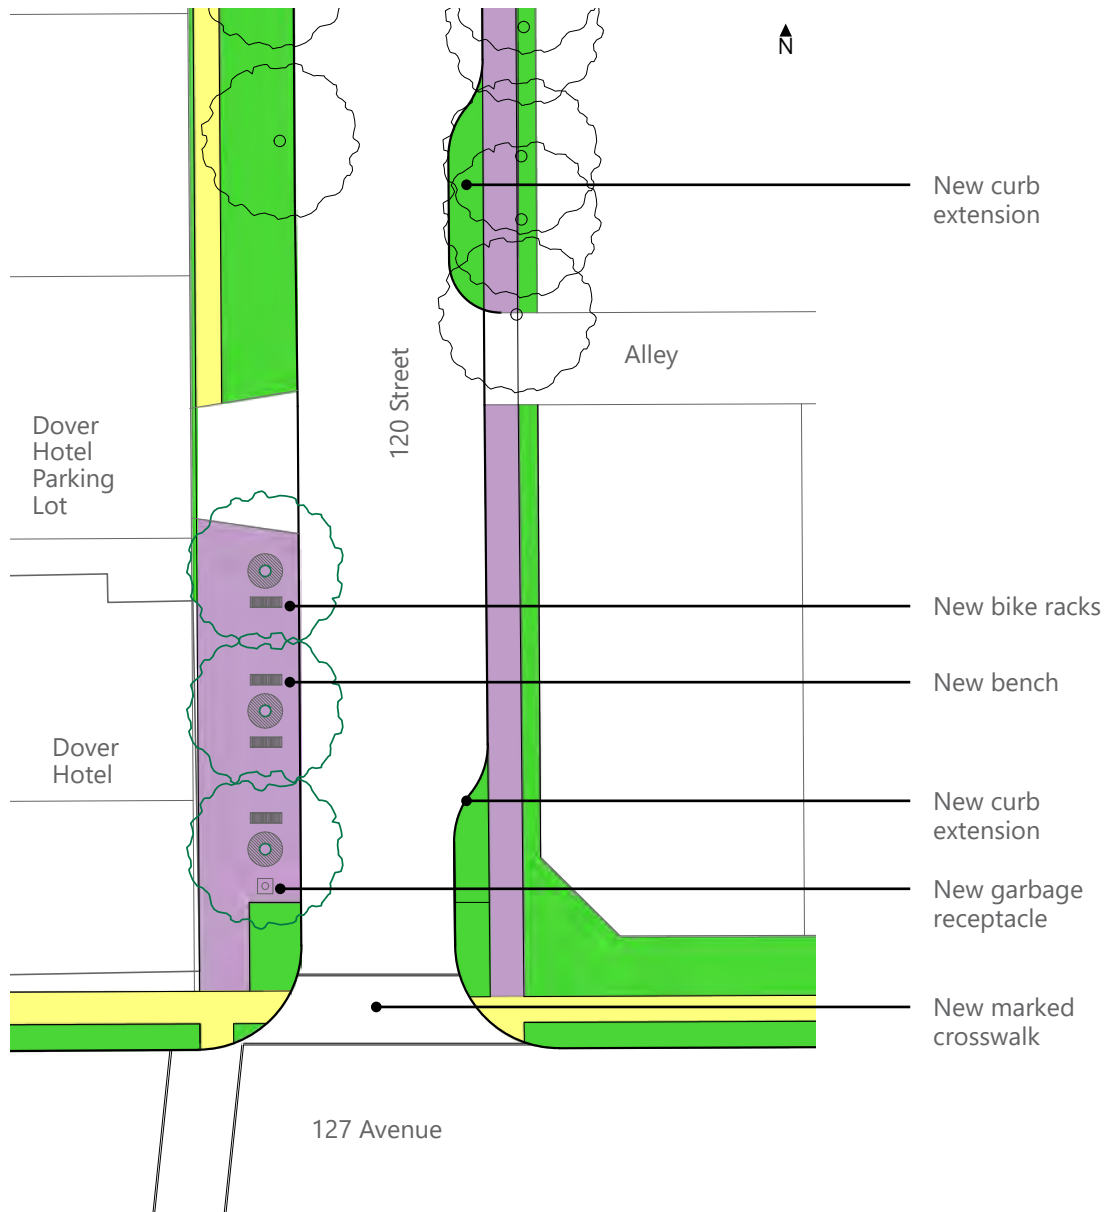 N
New curb
extension
Alley
120 Street
Dover
Hotel
Parking
Lot
New bike racks
New bench
Dover
Hotel
New curb
extension
New garbage
receptacle
New marked
crosswalk
127 Avenue